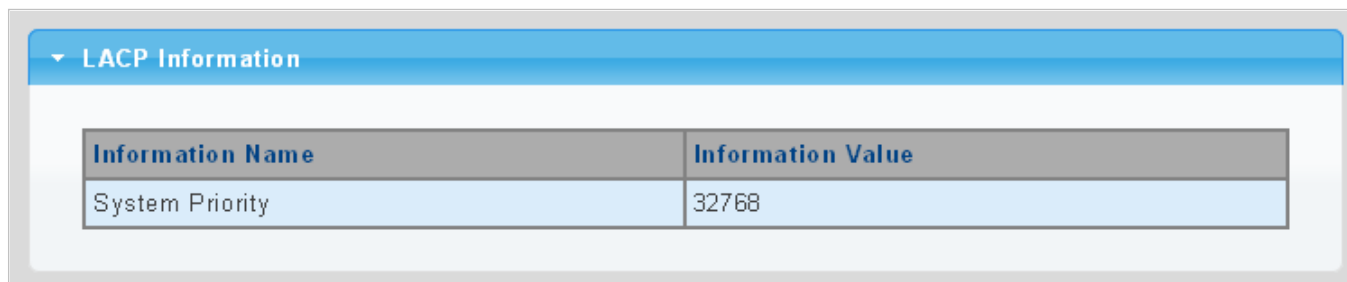 LACP Information
Information Name Information Value
System Priority 32768